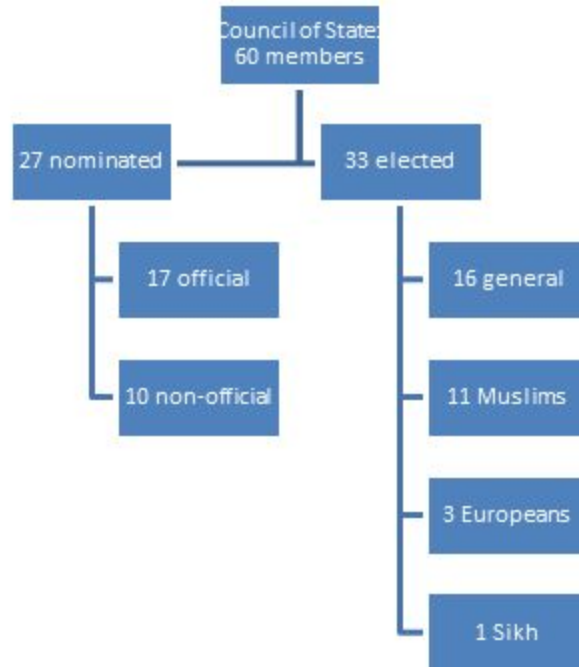 Council of State:
60 members
27 nominated
33 elected
17 official
16 general
10 non-official
11 Muslims
3 Europeans
1 Sikh